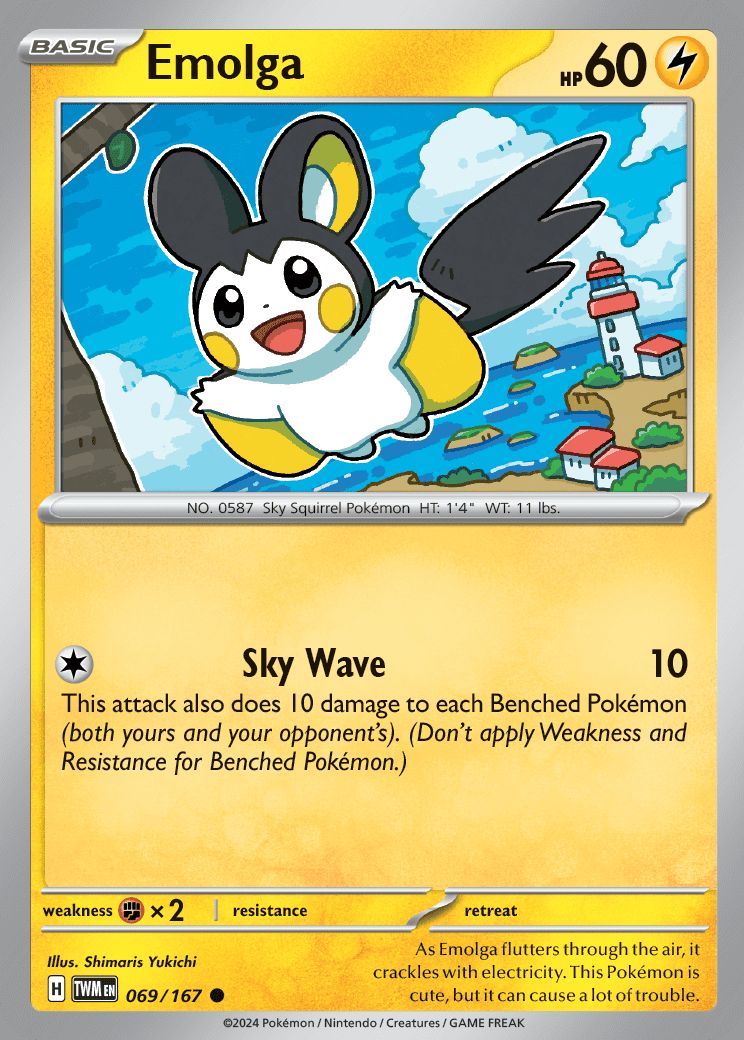 BASIC
Emolga
HP 60
NO. 0587 Sky Squirrel Pokémon HT: 1'4" WT: 11 lbs.
Sky Wave 10
This attack also does 10 damage to each Benched Pokémon
(both yours and your opponent's). (Don't apply Weakness and
Resistance for Benched Pokémon.)
weakness ×2 resistance retreat
Illus. Shimaris Yukichi
H TWM EN 069/167
As Emolga flutters through the air, it
crackles with electricity. This Pokémon is
cute, but it can cause a lot of trouble.
©2024 Pokémon / Nintendo / Creatures / GAME FREAK